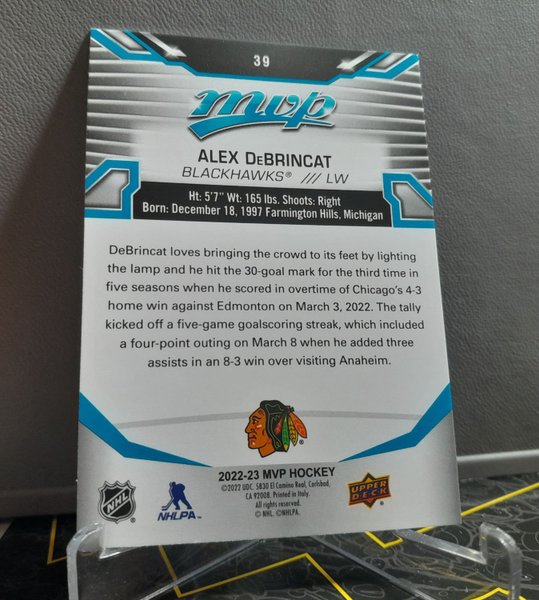 39
mvp
ALEX DeBRINCAT
BLACKHAWKS® /// LW
Ht: 5'7" Wt: 165 lbs. Shoots: Right
Born: December 18, 1997 Farmington Hills, Michigan
DeBrincat loves bringing the crowd to its feet by lighting
the lamp and he hit the 30-goal mark for the third time in
five seasons when he scored in overtime of Chicago's 4-3
home win against Edmonton on March 3, 2022. The tally
kicked off a five-game goalscoring streak, which included
a four-point outing on March 8 when he added three
assists in an 8-3 win over visiting Anaheim.
2022-23 MVP HOCKEY
©2022 UDC. 5830 El Camino Real, Carlsbad,
CA 92008. Printed in Italy.
All rights reserved.
© NHL. ©NHLPA.
NHL
NHLPA
UPPER
DECK